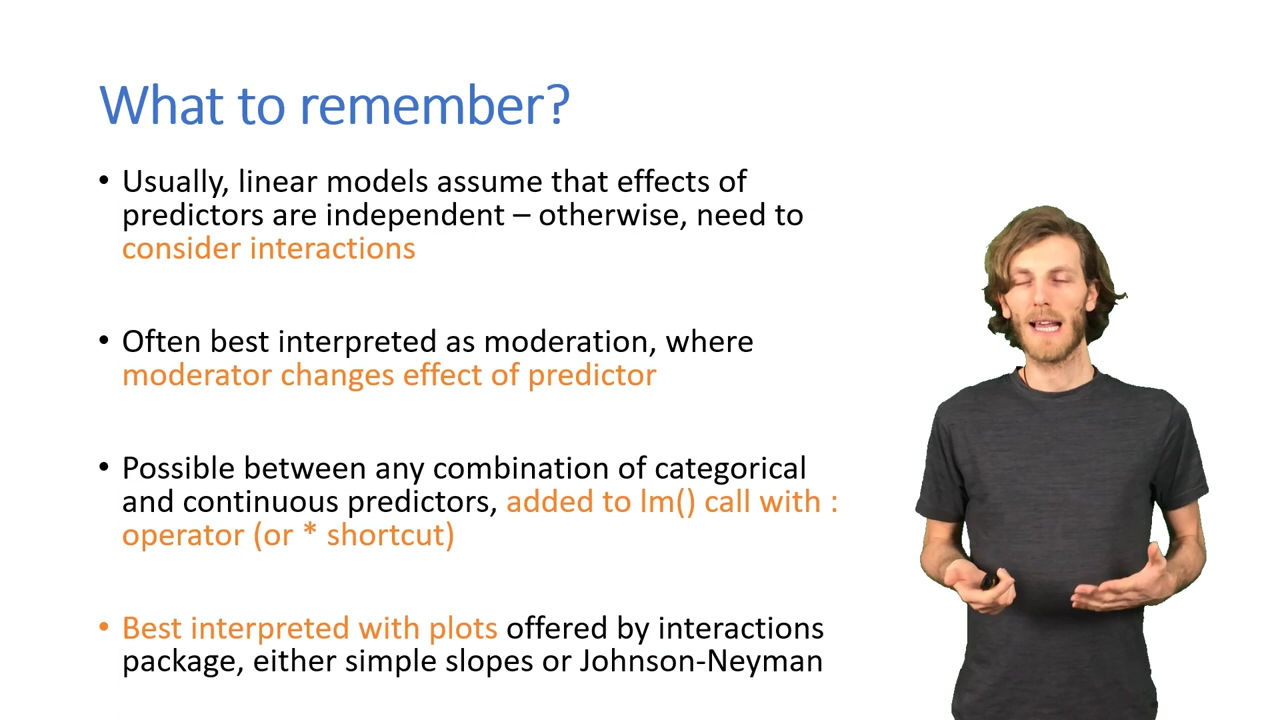 What to remember?
• Usually, linear models assume that effects of
predictors are independent – otherwise, need to
consider interactions
• Often best interpreted as moderation, where
moderator changes effect of predictor
• Possible between any combination of categorical
and continuous predictors, added to lm() call with :
operator (or * shortcut)
• Best interpreted with plots offered by interactions
package, either simple slopes or Johnson-Neyman